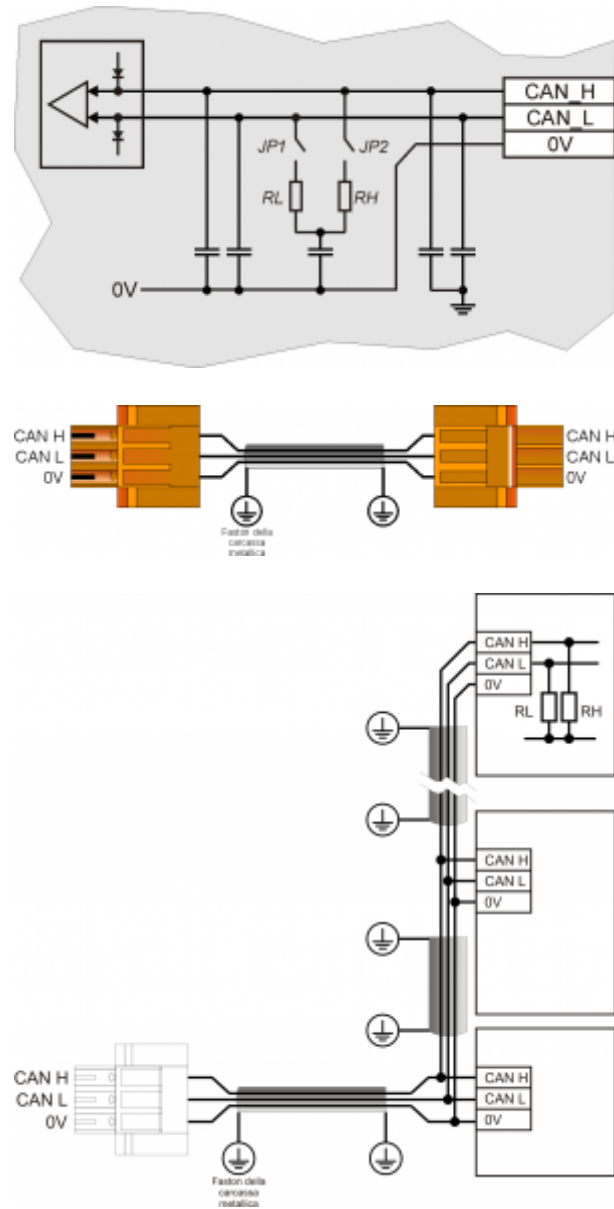 CAN_H
CAN_L
0V
JP1 JP2
RL RH
0V
CAN H CAN H
CAN L CAN L
0V 0V
Faston della
carcassa
metallica
CAN H
CAN L
0V
RL RH
CAN H
CAN L
0V
CAN H CAN H
CAN L CAN L
0V 0V
Faston della
carcassa
metallica